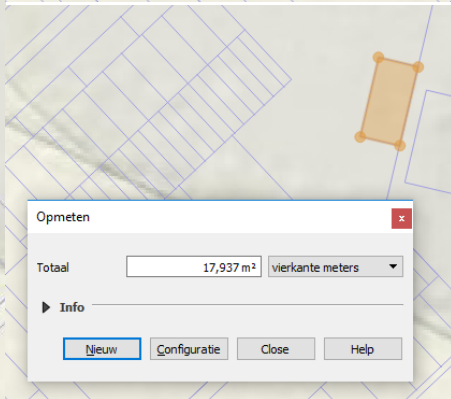 Opmeten
Totaal 17,937 m² vierkante meters
Info
Nieuw Configuratie Close Help